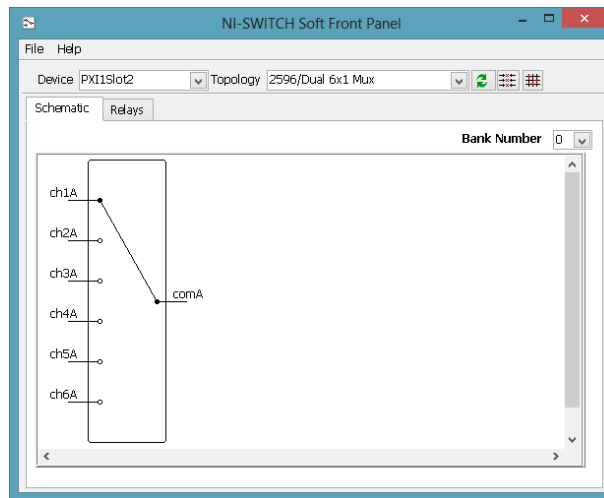 NI-SWITCH Soft Front Panel
File Help
Device PXI1Slot2 Topology 2596/Dual 6x1 Mux
Schematic Relays
Bank Number 0
ch1A
ch2A
ch3A
comA
ch4A
ch5A
ch6A